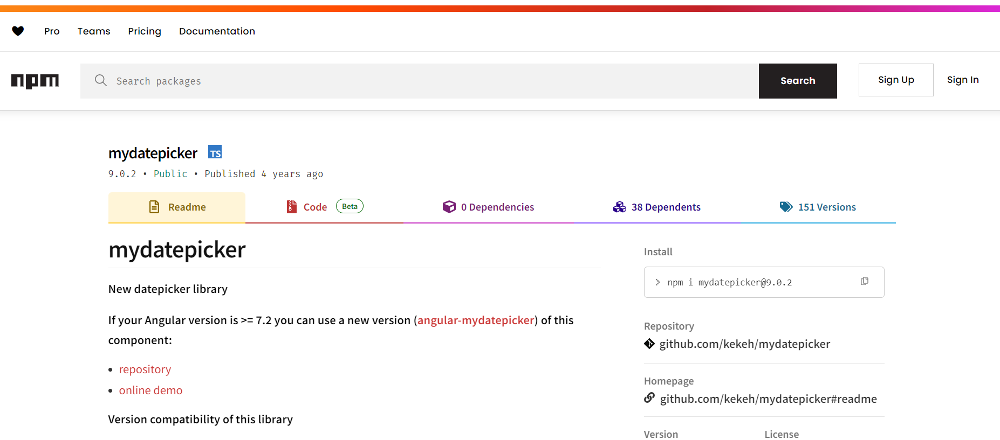 Pro Teams Pricing Documentation
npm Search packages Search Sign Up Sign In
mydatepicker TS
9.0.2 • Public • Published 4 years ago
Readme Code Beta 0 Dependencies 38 Dependents 151 Versions
mydatepicker
New datepicker library
If your Angular version is >= 7.2 you can use a new version (angular-mydatepicker) of this
component:
• repository
• online demo
Version compatibility of this library
Install
> npm i mydatepicker@9.0.2
Repository
github.com/kekeh/mydatepicker
Homepage
github.com/kekeh/mydatepicker#readme
Version License